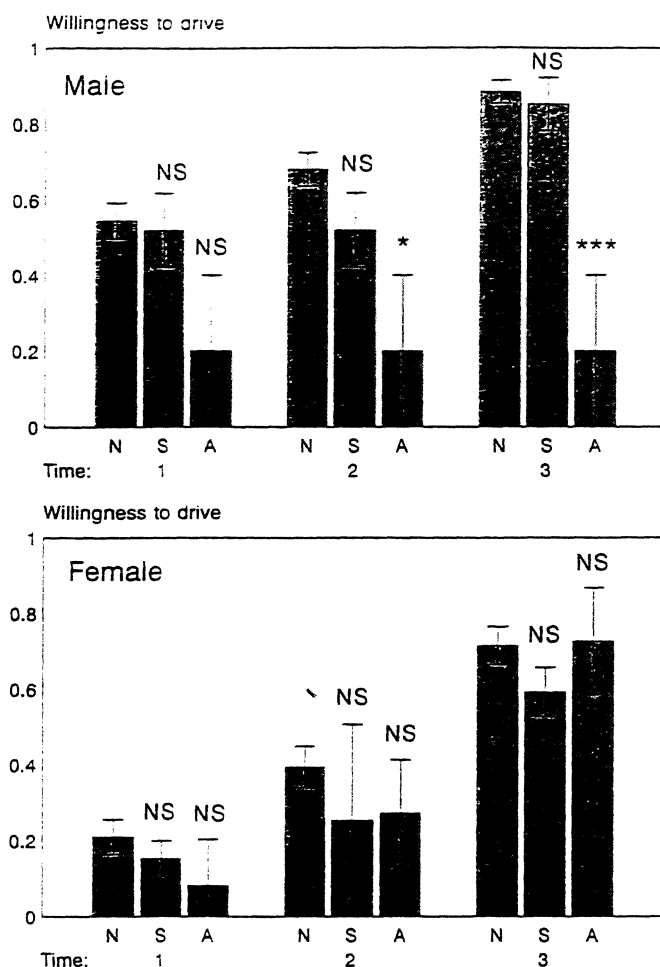 Willingness to drive
1
Male
NS
0.8
NS
NS
0.6
NS
*
***
0.4
0.2
0
N S A N S A N S A
Time: 1 2 3
Willingness to drive
1
Female
NS
0.8
NS
0.6
NS
NS
0.4
NS
NS
0.2
0
N S A N S A N S A
Time: 1 2 3